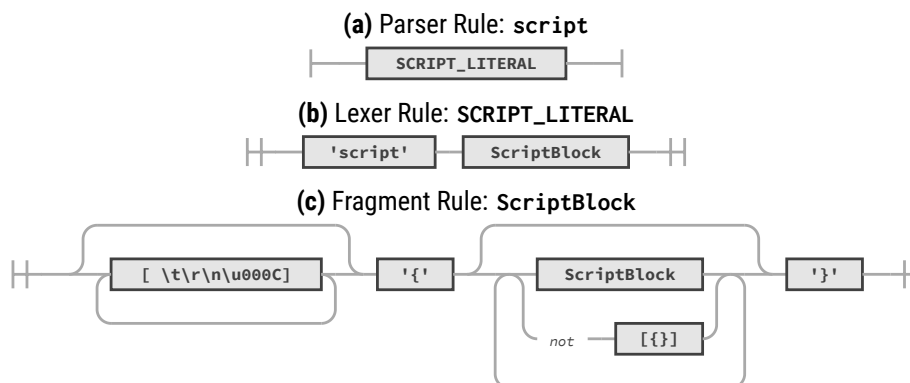 (a) Parser Rule: script
SCRIPT_LITERAL
(b) Lexer Rule: SCRIPT_LITERAL
'script' ScriptBlock
(c) Fragment Rule: ScriptBlock
[ \t\r\n\u000C] '{' ScriptBlock '}'
not [{}]